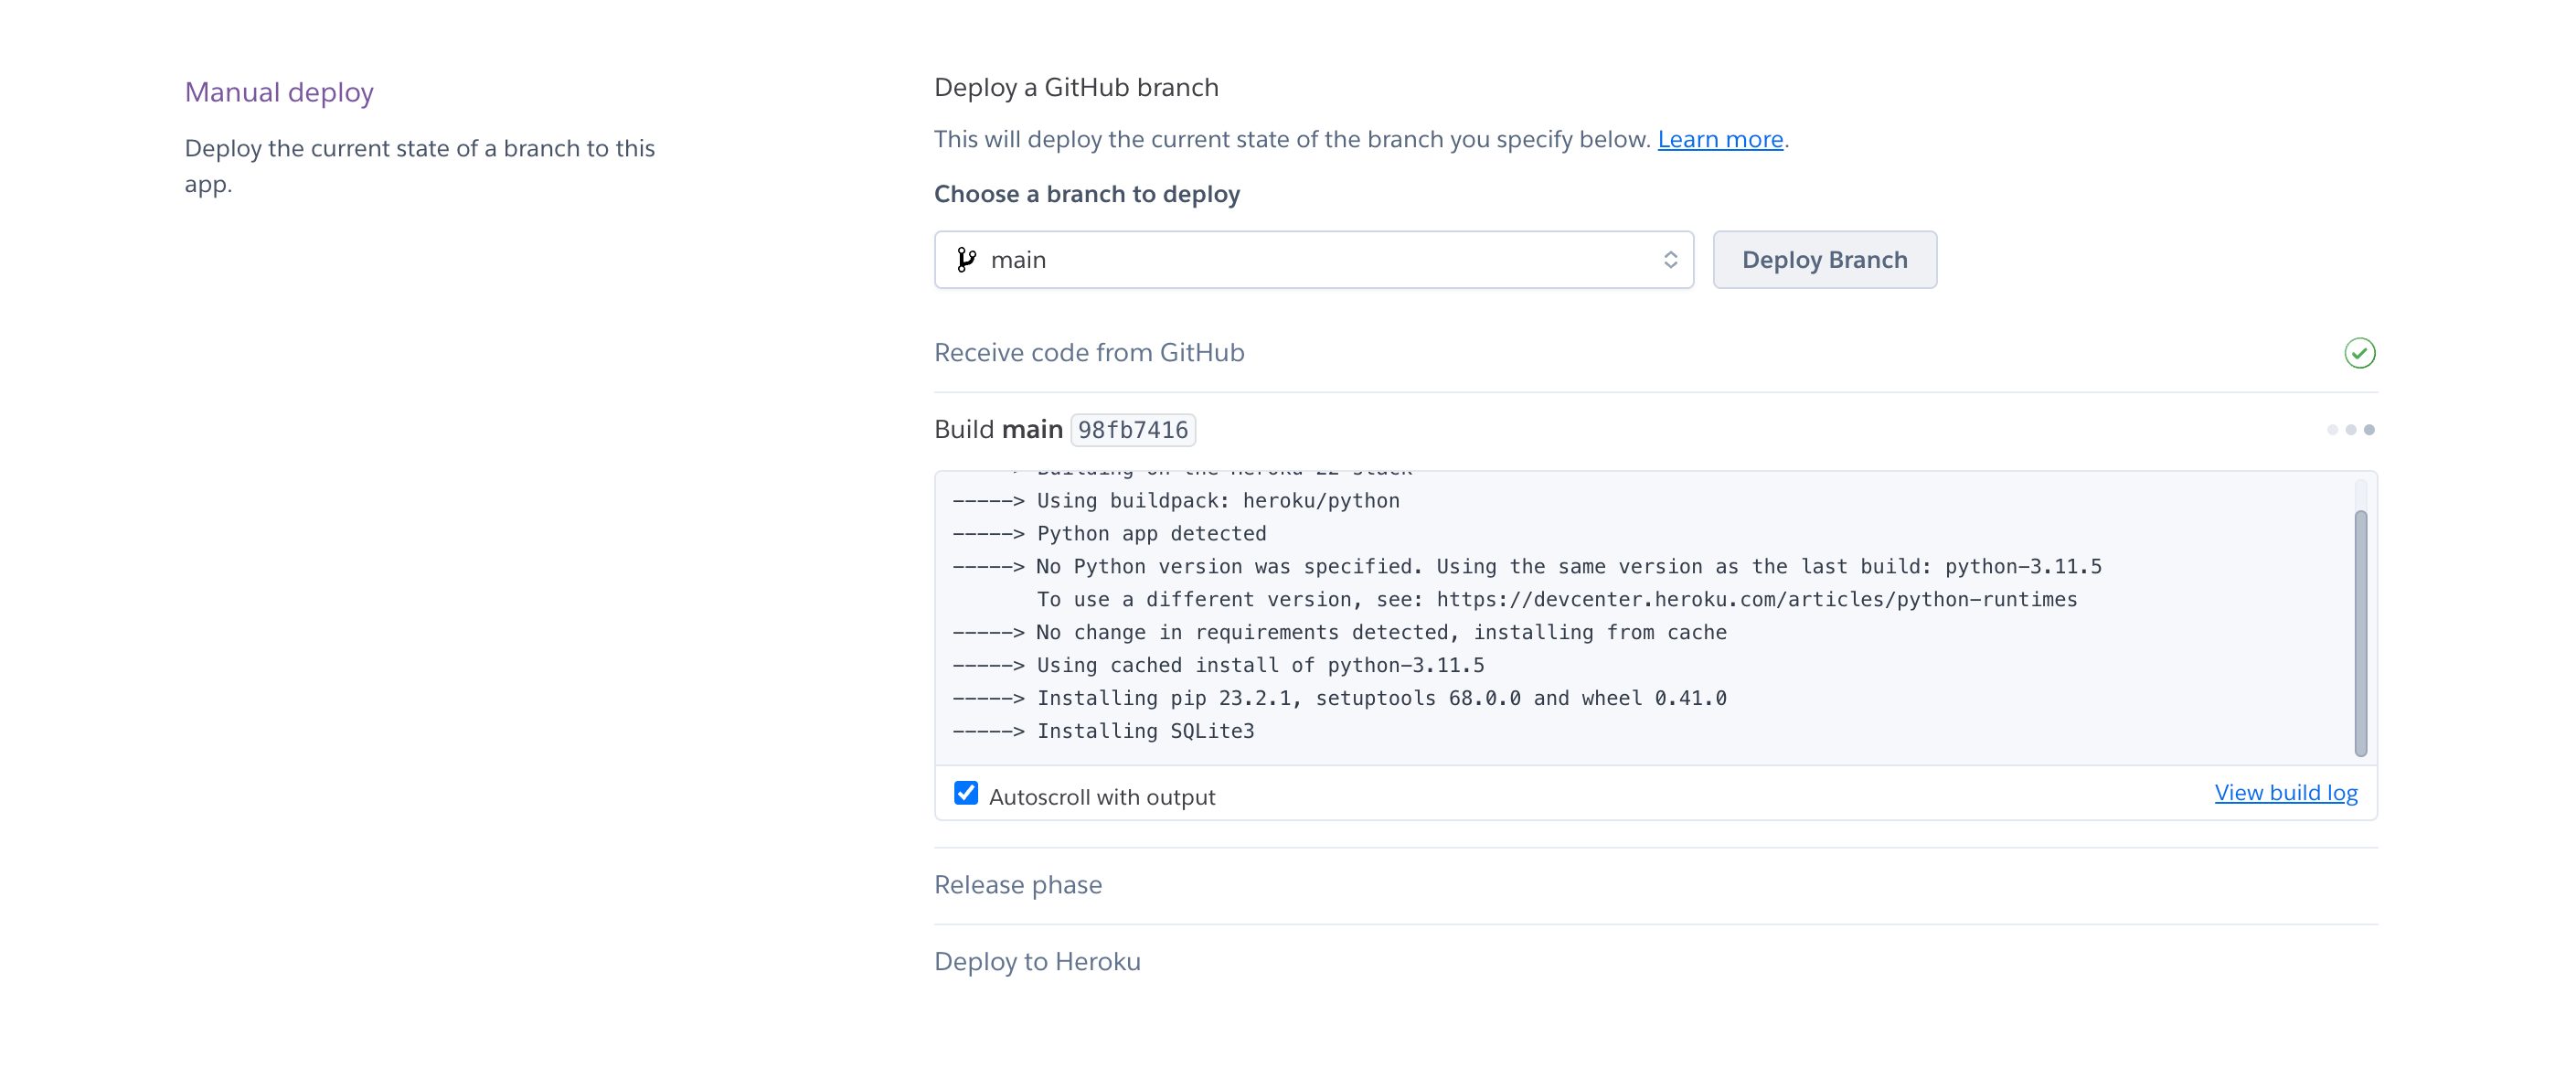 Manual deploy
Deploy the current state of a branch to this
app.
Deploy a GitHub branch
This will deploy the current state of the branch you specify below. Learn more.
Choose a branch to deploy
main
Deploy Branch
Receive code from GitHub
Build main 98fb7416
-----> Building on the Heroku-22 stack
-----> Using buildpack: heroku/python
-----> Python app detected
-----> No Python version was specified. Using the same version as the last build: python-3.11.5
To use a different version, see: https://devcenter.heroku.com/articles/python-runtimes
-----> No change in requirements detected, installing from cache
-----> Using cached install of python-3.11.5
-----> Installing pip 23.2.1, setuptools 68.0.0 and wheel 0.41.0
-----> Installing SQLite3
Autoscroll with output
View build log
Release phase
Deploy to Heroku